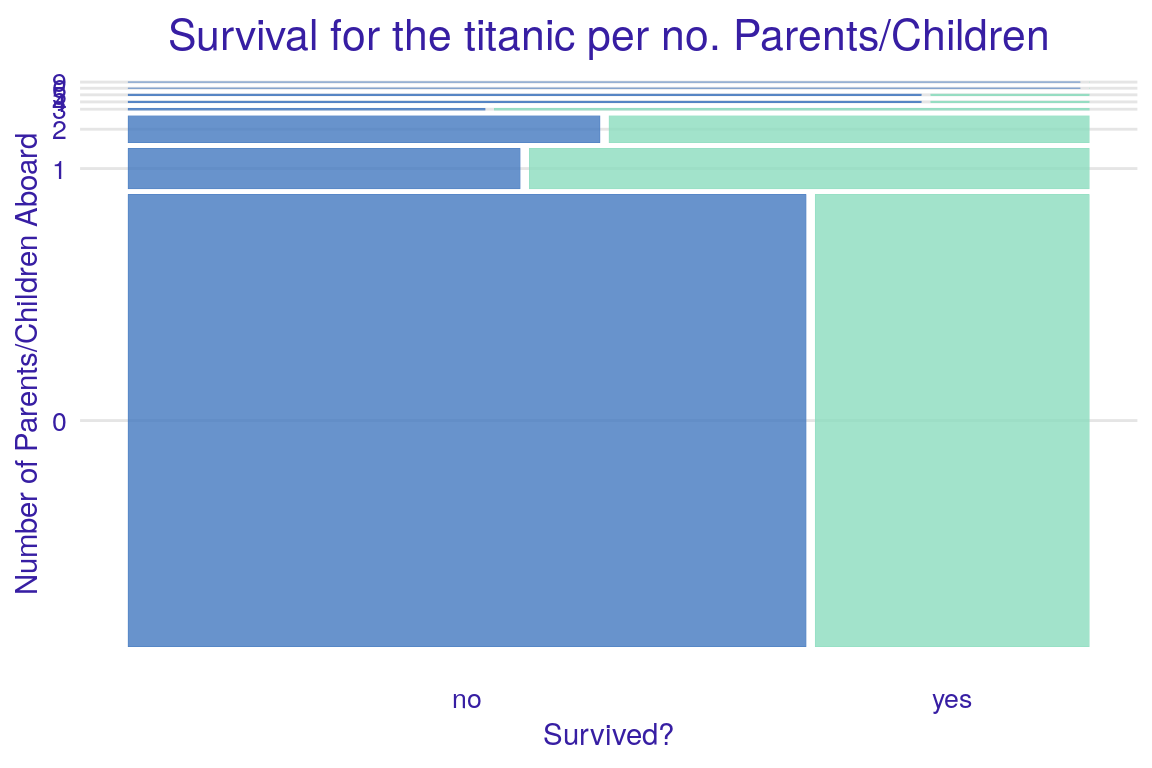 Survival for the titanic per no. Parents/Children
Number of Parents/Children Aboard
3
2
1
0
no
yes
Survived?